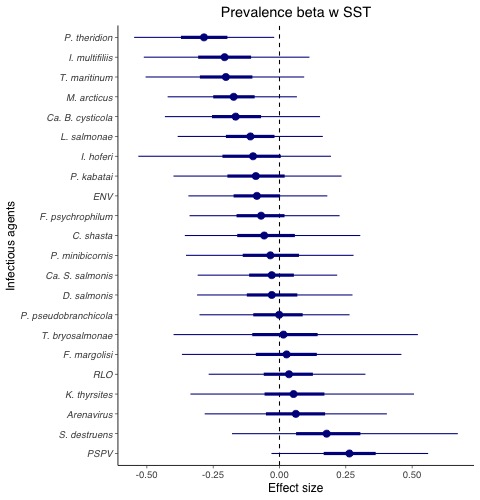 Prevalence beta w SST
P. theridion
I. multifiliis
T. maritinum
M. arcticus
Ca. B. cysticola
L. salmonae
I. hoferi
P. kabatai
ENV
F. psychrophilum
C. shasta
P. minibicornis
Ca. S. salmonis
D. salmonis
P. pseudobranchicola
T. bryosalmonae
F. margolisi
RLO
K. thyrsites
Arenavirus
S. destruens
PSPV
Infectious agents
-0.50 -0.25 0.00 0.25 0.50
Effect size